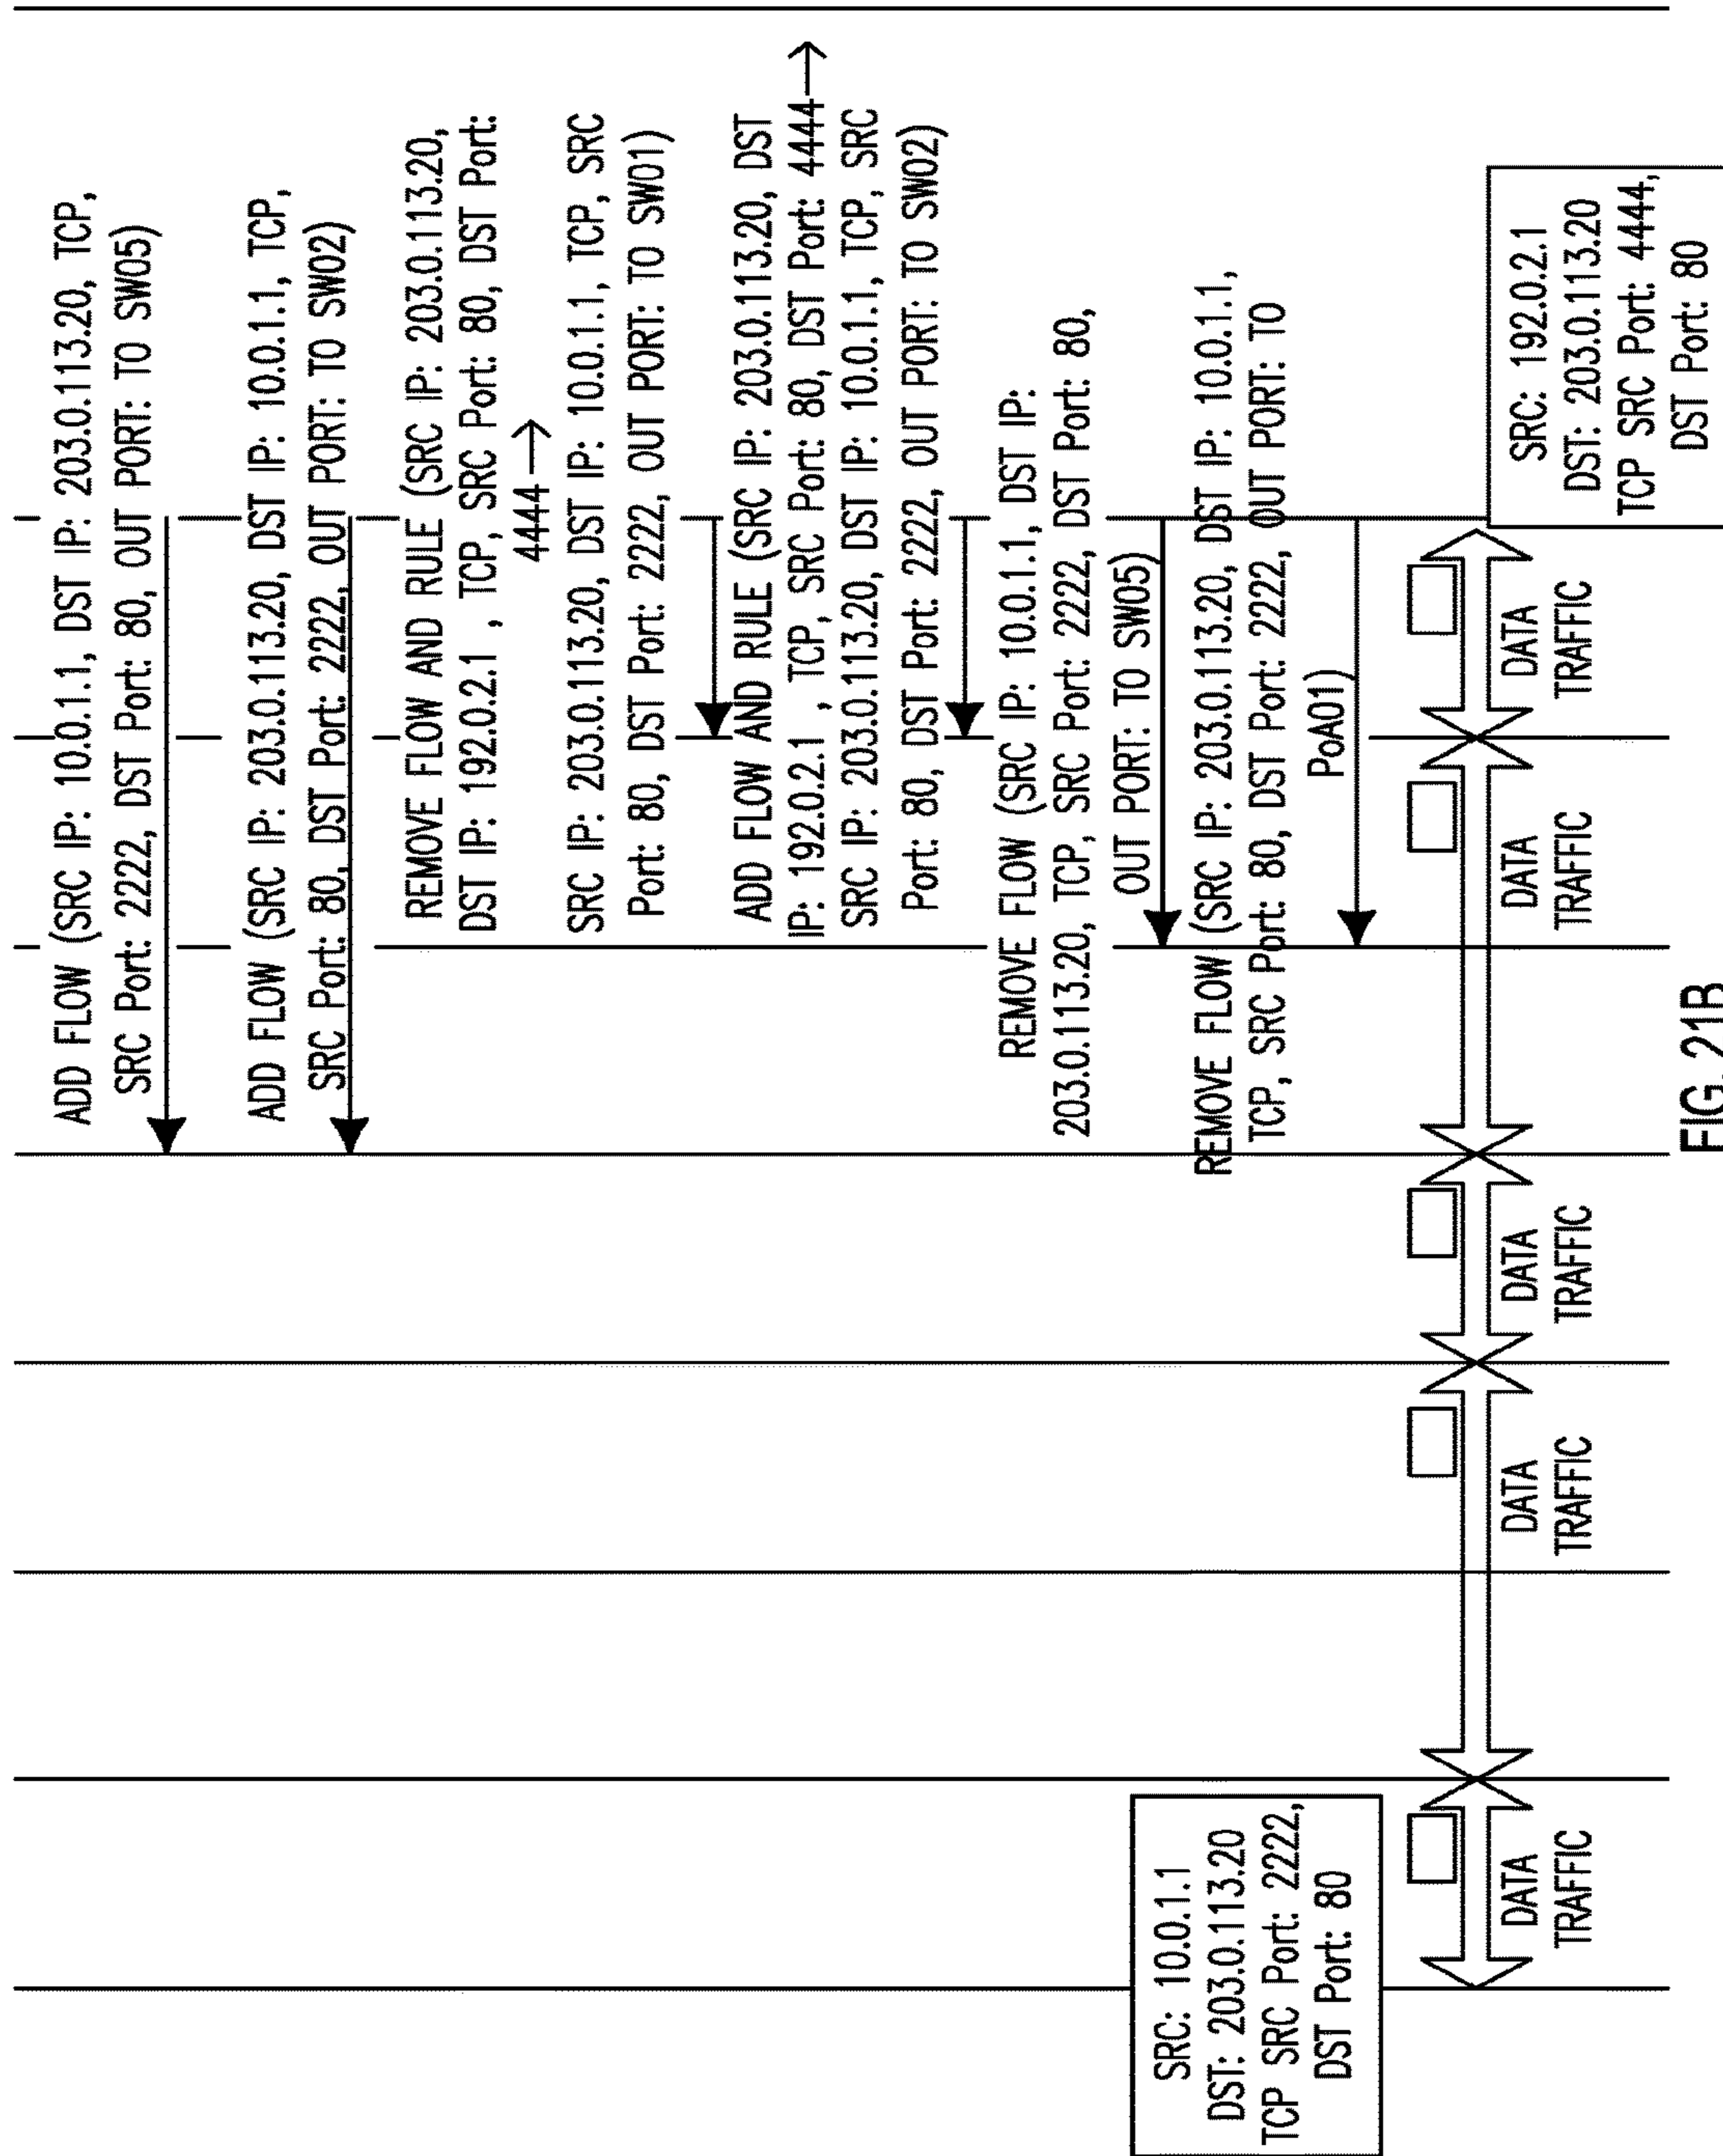 ADD FLOW (SRC IP: 10.0.1.1, DST IP: 203.0.113.20, TCP,
SRC Port: 2222, DST Port: 80, OUT PORT: TO SW05)
ADD FLOW (SRC IP: 203.0.113.20, DST IP: 10.0.1.1, TCP,
SRC Port: 80, DST Port: 2222, OUT PORT: TO SW02)
REMOVE FLOW AND RULE (SRC IP: 203.0.113.20,
DST IP: 192.0.2.1 , TCP, SRC Port: 80, DST Port:
4444 →
SRC IP: 203.0.113.20, DST IP: 10.0.1.1, TCP, SRC
Port: 80, DST Port: 2222, OUT PORT: TO SW01)
ADD FLOW AND RULE (SRC IP: 203.0.113.20, DST
IP: 192.0.2.1 , TCP, SRC Port: 80, DST Port: 4444 →
SRC IP: 203.0.113.20, DST IP: 10.0.1.1, TCP, SRC
Port: 80, DST Port: 2222, OUT PORT: TO SW02)
REMOVE FLOW (SRC IP: 10.0.1.1, DST IP:
203.0.113.20, TCP, SRC Port: 2222, DST Port: 80,
OUT PORT: TO SW05)
REMOVE FLOW (SRC IP: 203.0.113.20, DST IP: 10.0.1.1,
TCP, SRC Port: 80, DST Port: 2222, OUT PORT: TO
PoA01)
SRC: 10.0.1.1
DST: 203.0.113.20
TCP SRC Port: 2222,
DST Port: 80
DATA
TRAFFIC
DATA
TRAFFIC
DATA
TRAFFIC
DATA
TRAFFIC
DATA
TRAFFIC
SRC: 192.0.2.1
DST: 203.0.113.20
TCP SRC Port: 4444,
DST Port: 80
FIG. 21B